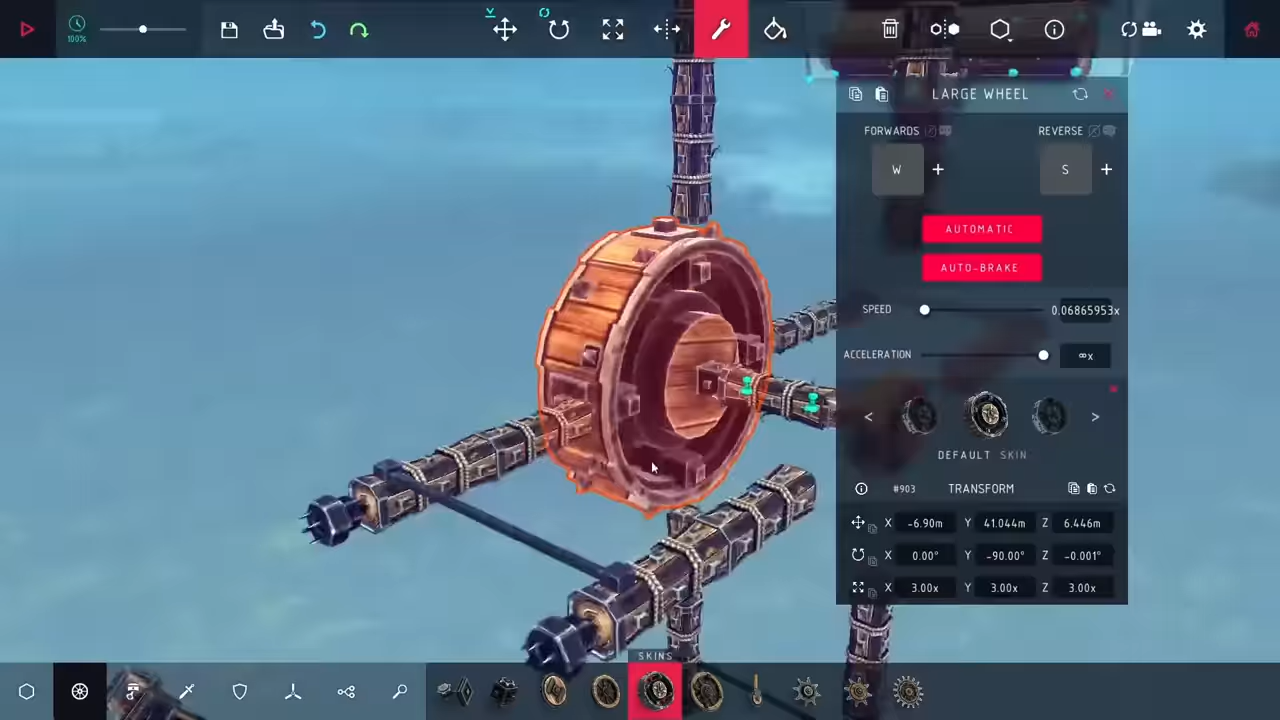 100%
LARGE WHEEL
FORWARDS
REVERSE
W +
S +
AUTOMATIC
AUTO-BRAKE
SPEED 0.06865953x
ACCELERATION ∞x
< >
DEFAULT SKIN
#903 TRANSFORM
X -6.90m Y 41.044m Z 6.446m
X 0.00° Y -90.00° Z -0.001°
X 3.00x Y 3.00x Z 3.00x
SKINS